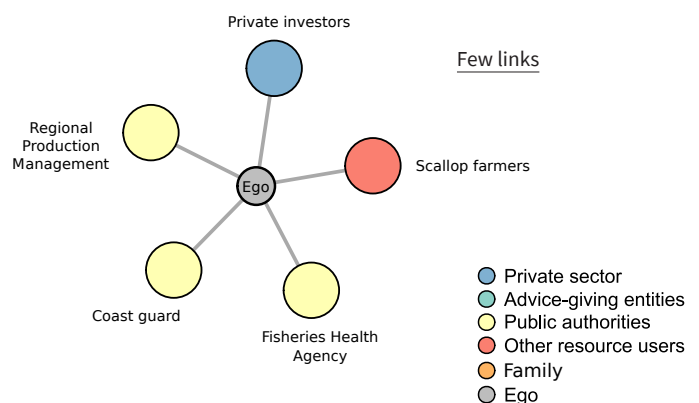 Private investors
Few links
Regional
Production
Management
Ego
Scallop farmers
Coast guard
Fisheries Health
Agency
Private sector
Advice-giving entities
Public authorities
Other resource users
Family
Ego